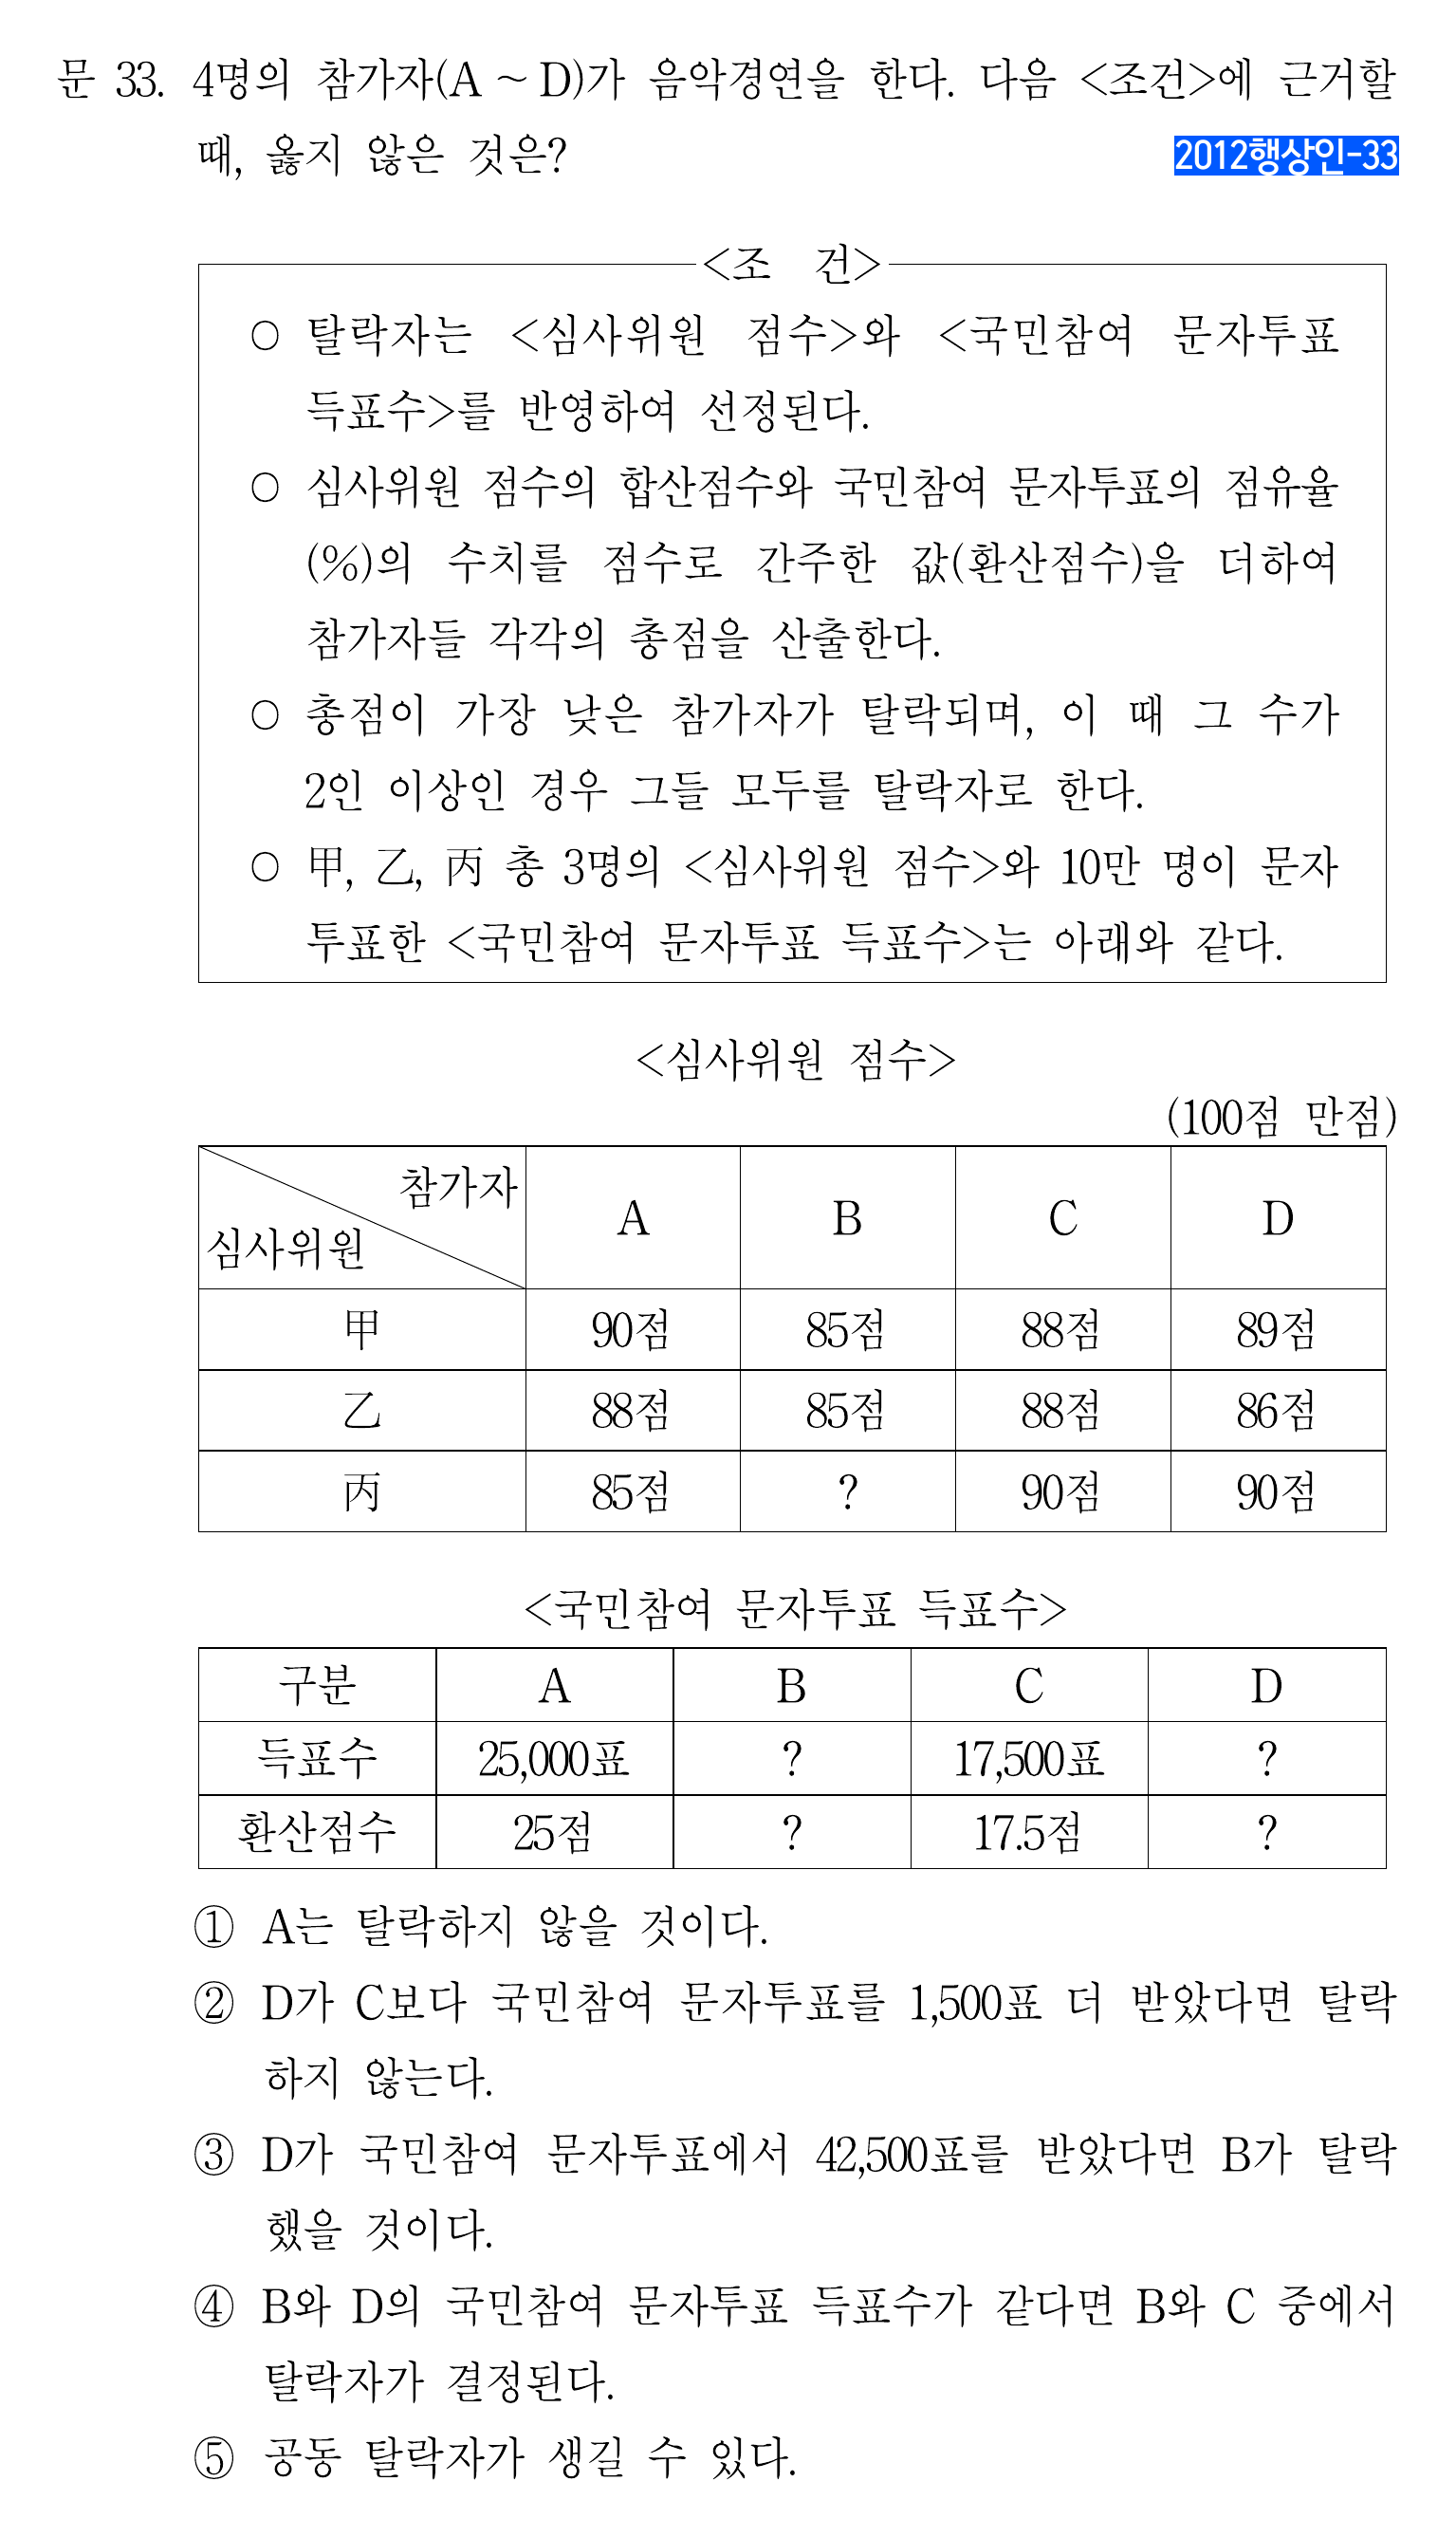 문 33. 4명의 참가자(A ~ D)가 음악경연을 한다. 다음 <조건>에 근거할
때, 옳지 않은 것은?
2012행상인-33
<조 건>
○ 탈락자는 <심사위원 점수>와 <국민참여 문자투표
득표수>를 반영하여 선정된다.
○ 심사위원 점수의 합산점수와 국민참여 문자투표의 점유율
(%)의 수치를 점수로 간주한 값(환산점수)을 더하여
참가자들 각각의 총점을 산출한다.
○ 총점이 가장 낮은 참가자가 탈락되며, 이 때 그 수가
2인 이상인 경우 그들 모두를 탈락자로 한다.
○ 甲, 乙, 丙 총 3명의 <심사위원 점수>와 10만 명이 문자
투표한 <국민참여 문자투표 득표수>는 아래와 같다.
<심사위원 점수>
(100점 만점)
참가자
심사위원
A B C D
甲 90점 85점 88점 89점
乙 88점 85점 88점 86점
丙 85점 ? 90점 90점
<국민참여 문자투표 득표수>
구분 A B C D
득표수 25,000표 ? 17,500표 ?
환산점수 25점 ? 17.5점 ?
① A는 탈락하지 않을 것이다.
② D가 C보다 국민참여 문자투표를 1,500표 더 받았다면 탈락
하지 않는다.
③ D가 국민참여 문자투표에서 42,500표를 받았다면 B가 탈락
했을 것이다.
④ B와 D의 국민참여 문자투표 득표수가 같다면 B와 C 중에서
탈락자가 결정된다.
⑤ 공동 탈락자가 생길 수 있다.